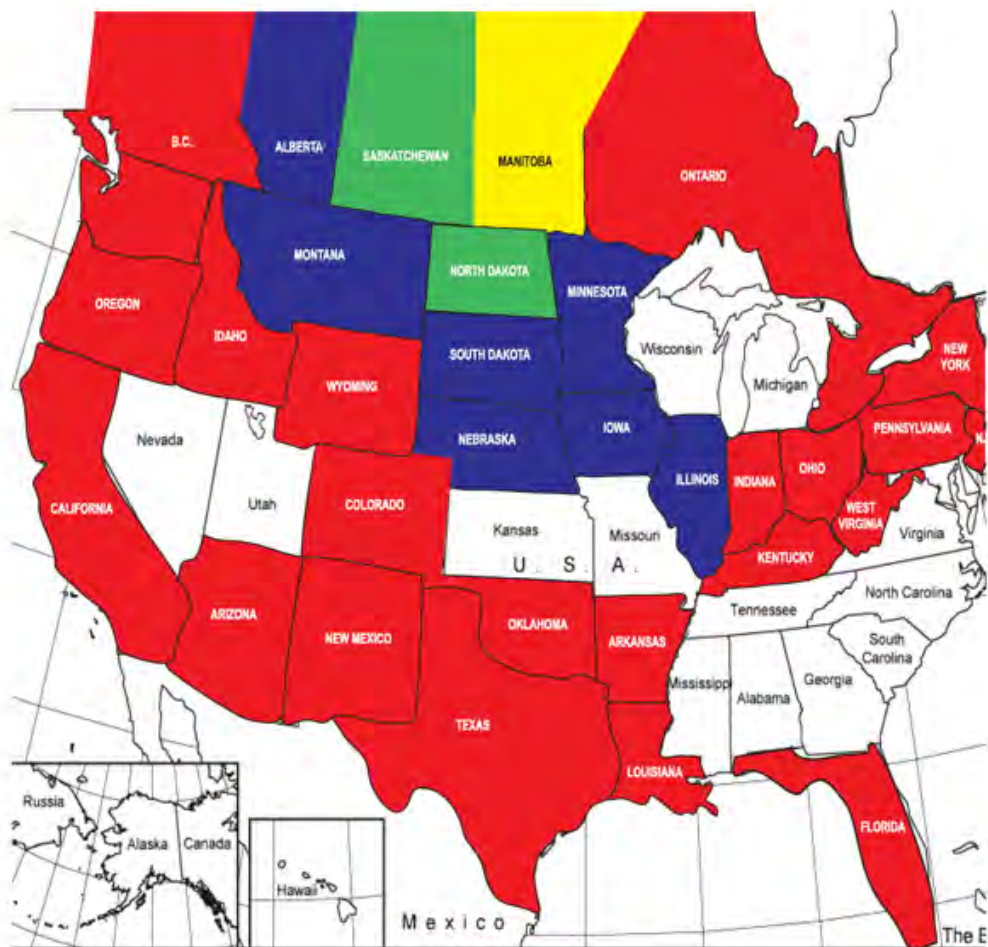 B.C.
ALBERTA
SASKATCHEWAN
MANITOBA
ONTARIO
MONTANA
NORTH DAKOTA
MINNESOTA
OREGON
IDAHO
SOUTH DAKOTA
Wisconsin
NEW
YORK
WYOMING
Michigan
NEBRASKA
IOWA
PENNSYLVANIA
Nevada
ILLINOIS
INDIANA
OHIO
N.
CALIFORNIA
Utah
COLORADO
Kansas
Missouri
WEST
VIRGINIA
Virginia
U. S. A.
KENTUCKY
North Carolina
ARIZONA
NEW MEXICO
OKLAHOMA
ARKANSAS
Tennessee
South
Carolina
Mississippi
Alabama
Georgia
TEXAS
LOUISIANA
FLORIDA
Russia
Alaska
Canada
Hawaii
Mexico
The B